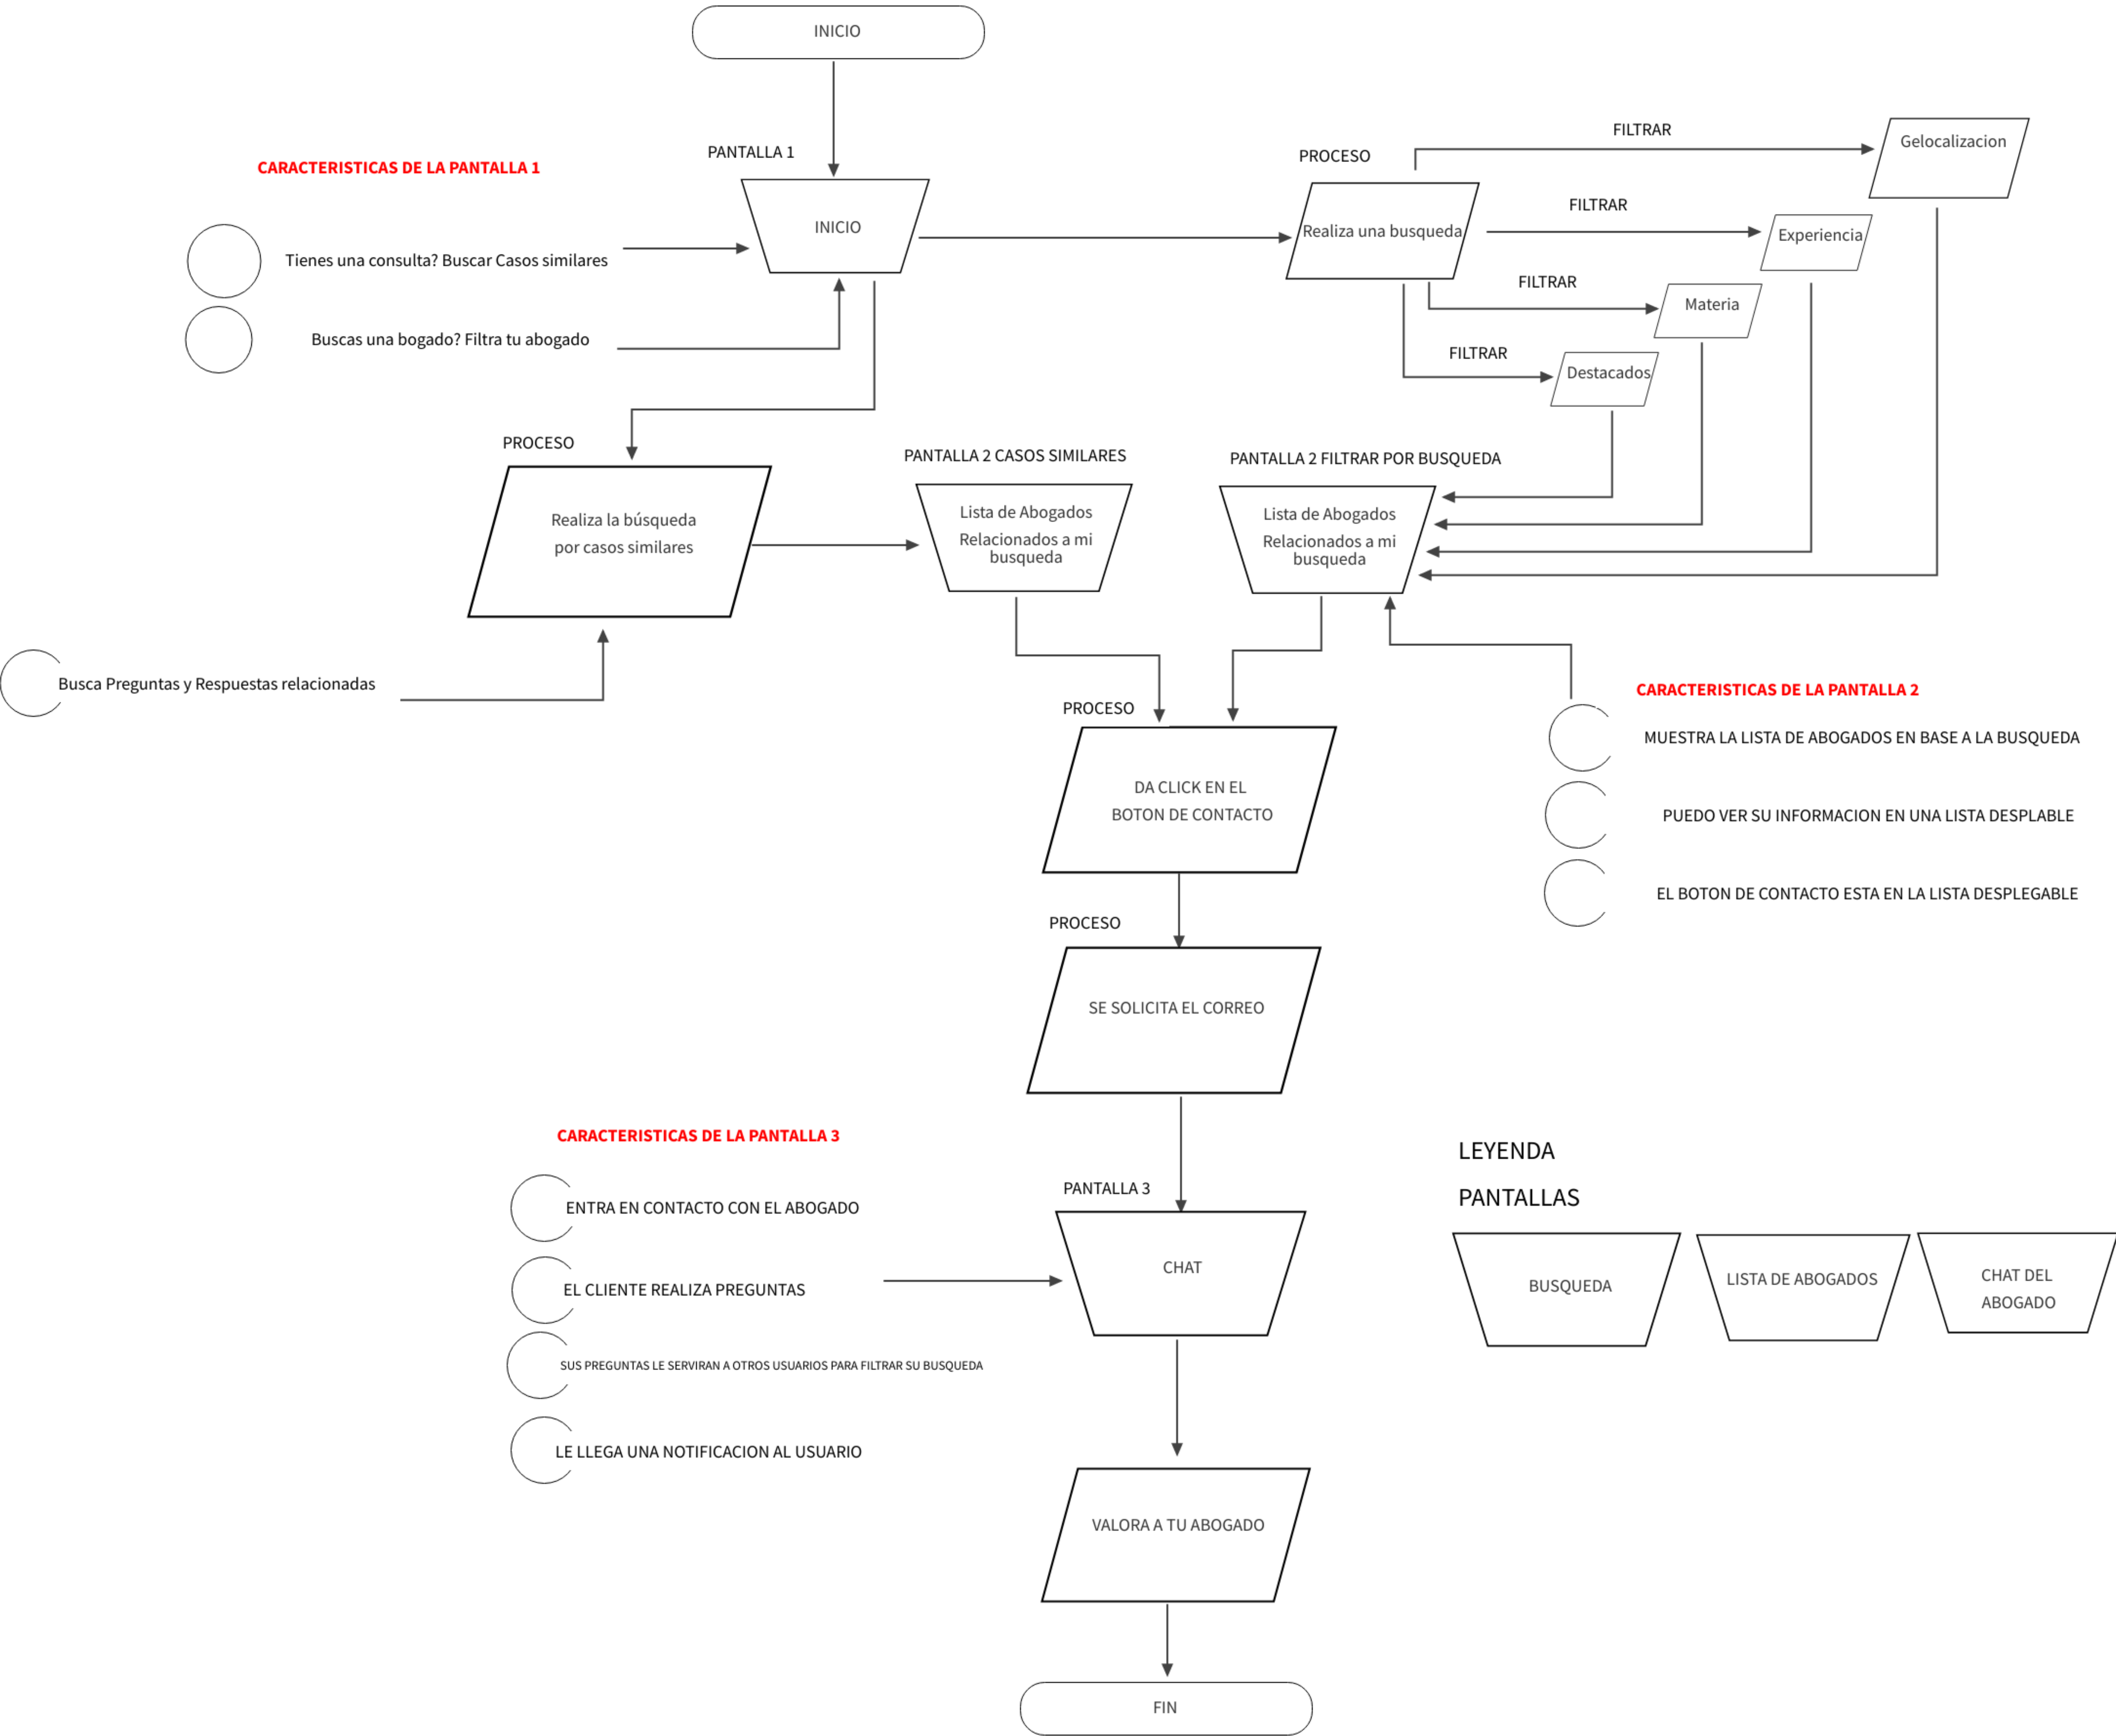 INICIO
PANTALLA 1
CARACTERISTICAS DE LA PANTALLA 1
INICIO
Tienes una consulta? Buscar Casos similares
Buscas una bogado? Filtra tu abogado
PROCESO
Realiza una busqueda
FILTRAR
Gelocalizacion
FILTRAR
Experiencia
FILTRAR
Materia
FILTRAR
Destacados
PROCESO
Realiza la búsqueda
por casos similares
Busca Preguntas y Respuestas relacionadas
PANTALLA 2 CASOS SIMILARES
Lista de Abogados
Relacionados a mi
busqueda
PANTALLA 2 FILTRAR POR BUSQUEDA
Lista de Abogados
Relacionados a mi
busqueda
CARACTERISTICAS DE LA PANTALLA 2
MUESTRA LA LISTA DE ABOGADOS EN BASE A LA BUSQUEDA
PUEDO VER SU INFORMACION EN UNA LISTA DESPLABLE
EL BOTON DE CONTACTO ESTA EN LA LISTA DESPLEGABLE
PROCESO
DA CLICK EN EL
BOTON DE CONTACTO
PROCESO
SE SOLICITA EL CORREO
CARACTERISTICAS DE LA PANTALLA 3
ENTRA EN CONTACTO CON EL ABOGADO
EL CLIENTE REALIZA PREGUNTAS
SUS PREGUNTAS LE SERVIRAN A OTROS USUARIOS PARA FILTRAR SU BUSQUEDA
LE LLEGA UNA NOTIFICACION AL USUARIO
PANTALLA 3
CHAT
LEYENDA
PANTALLAS
BUSQUEDA
LISTA DE ABOGADOS
CHAT DEL
ABOGADO
VALORA A TU ABOGADO
FIN